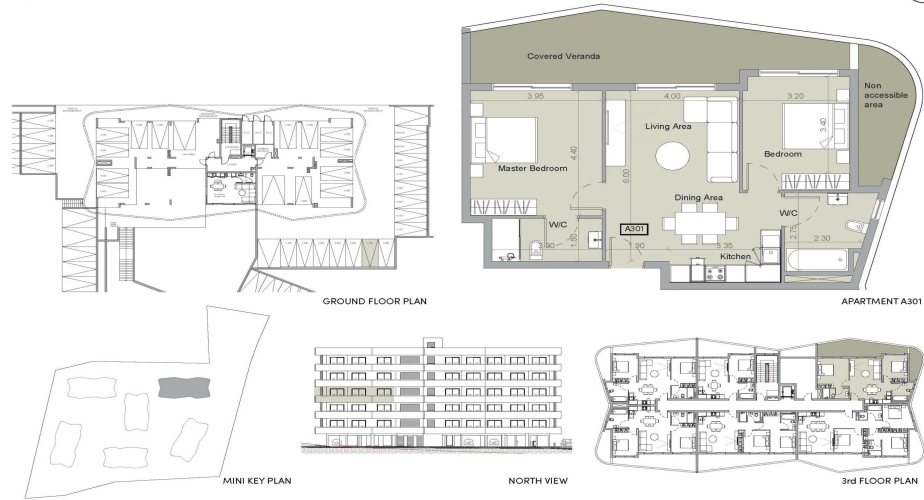 Covered Veranda
Non
accessible
area
3.95
4.00
3.20
Living Area
Bedroom
3.40
4.40
6.00
Master Bedroom
Dining Area
W/C
W/C
A301
1.50
1.90
3.35
2.75
2.30
Kitchen
GROUND FLOOR PLAN
APARTMENT A301
MINI KEY PLAN
NORTH VIEW
3rd FLOOR PLAN